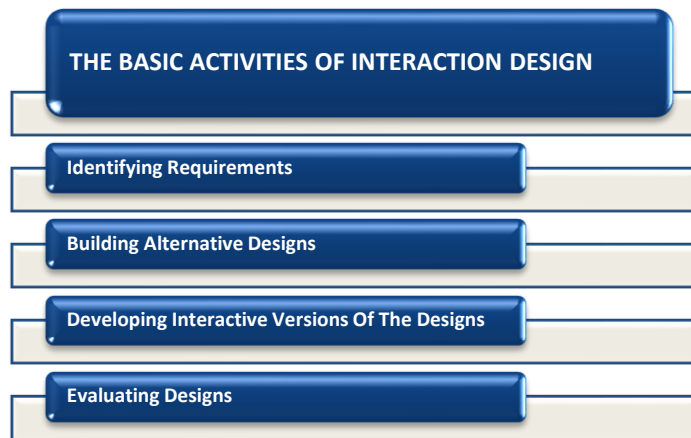 THE BASIC ACTIVITIES OF INTERACTION DESIGN
Identifying Requirements
Building Alternative Designs
Developing Interactive Versions Of The Designs
Evaluating Designs